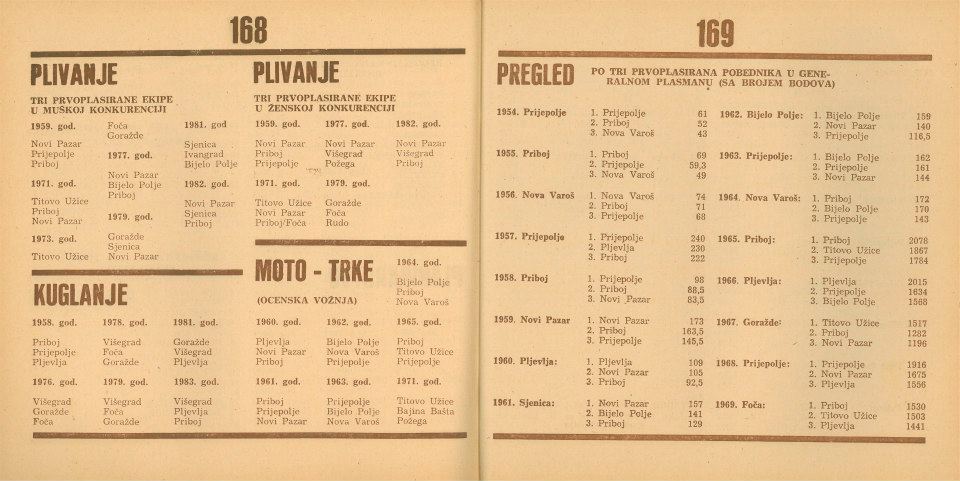 168
PLIVANJE
TRI PRVOPLASIRANE EKIPE
U MUŠKOJ KONKURENCIJI
1959. god.
Novi Pazar
Prijepolje
Priboj
1971. god.
Titovo Užice
Priboj
Novi Pazar
1973. god.
Titovo Užice
Foča
Goražde
1977. god.
Novi Pazar
Bijelo Polje
Priboj
1979. god.
Goražde
Sjenica
Novi Pazar
1981. god
Sjenica
Ivangrad
Bijelo Polje
1982. god.
Novi Pazar
Sjenica
Priboj
PLIVANJE
TRI PRVOPLASIRANE EKIPE
U ŽENSKOJ KONKURENCIJI
1959. god.
Novi Pazar
Priboj
Prijepolje
1971. god.
Titovo Užice
Novi Pazar
Priboj/Foča
1977. god.
Novi Pazar
Višegrad
Požega
1979. god.
Goražde
Foča
Rudo
1982. god.
Novi Pazar
Višegrad
Priboj
KUGLANJE
1958. god.
Priboj
Prijepolje
Pljevlja
1976. god.
Višegrad
Goražde
Foča
1978. god.
Višegrad
Foča
Goražde
1979. god.
Višegrad
Foča
Goražde
1981. god.
Goražde
Višegrad
Pljevlja
1983. god.
Višegrad
Pljevlja
Priboj
MOTO - TRKE
(OCENSKA VOŽNJA)
1960. god.
Pljevlja
Novi Pazar
Priboj
1961. god.
Priboj
Prijepolje
Novi Pazar
1962. god.
Bijelo Polje
Novi Varoš
Prijepolje
1963. god.
Prijepolje
Bijelo Polje
Nova Varoš
1964. god.
Bijelo Polje
Priboj
Nova Varoš
1965. god.
Priboj
Titovo Užice
Prijepolje
1971. god.
Titovo Užice
Bajina Bašta
Požega
169
PREGLED
PO TRI PRVOPLASIRANA POBEDNIKA U GENE-
RALNOM PLASMANU (SA BROJEM BODOVA)
1954. Prijepolje 1. Prijepolje 61
2. Priboj 52
3. Nova Varoš 43
1955. Priboj 1. Priboj 69
2. Prijepolje 59,3
3. Nova Varoš 49
1956. Nova Varoš 1. Nova Varoš 74
2. Priboj 71
3. Prijepolje 68
1957. Prijepolje 1. Prijepolje 240
2. Pljevlja 230
3. Priboj 222
1958. Priboj 1. Prijepolje 98
2. Priboj 88,5
3. Novi Pazar 83,5
1959. Novi Pazar 1. Novi Pazar 173
2. Priboj 163,5
3. Prijepolje 145,5
1960. Pljevlja: 1. Pljevlja 109
2. Novi Pazar 105
3. Priboj 92,5
1961. Sjenica: 1. Novi Pazar 157
2. Bijelo Polje 141
3. Priboj 129
1962. Bijelo Polje: 1. Bijelo Polje 159
2. Novi Pazar 140
3. Prijepolje 116,5
1963. Prijepolje: 1. Bijelo Polje 162
2. Prijepolje 161
3. Novi Pazar 144
1964. Nova Varoš: 1. Priboj 172
2. Bijelo Polje 170
3. Prijepolje 143
1965. Priboj: 1. Priboj 2078
2. Titovo Užice 1867
3. Prijepolje 1784
1966. Pljevlja: 1. Pljevlja 2015
2. Prijepolje 1634
3. Bijelo Polje 1568
1967. Goražde: 1. Titovo Užice 1517
2. Priboj 1282
3. Novi Pazar 1196
1968. Prijepolje: 1. Prijepolje 1916
2. Novi Pazar 1675
3. Pljevlja 1556
1969. Foča: 1. Priboj 1530
2. Titovo Užice 1503
3. Pljevlja 1441